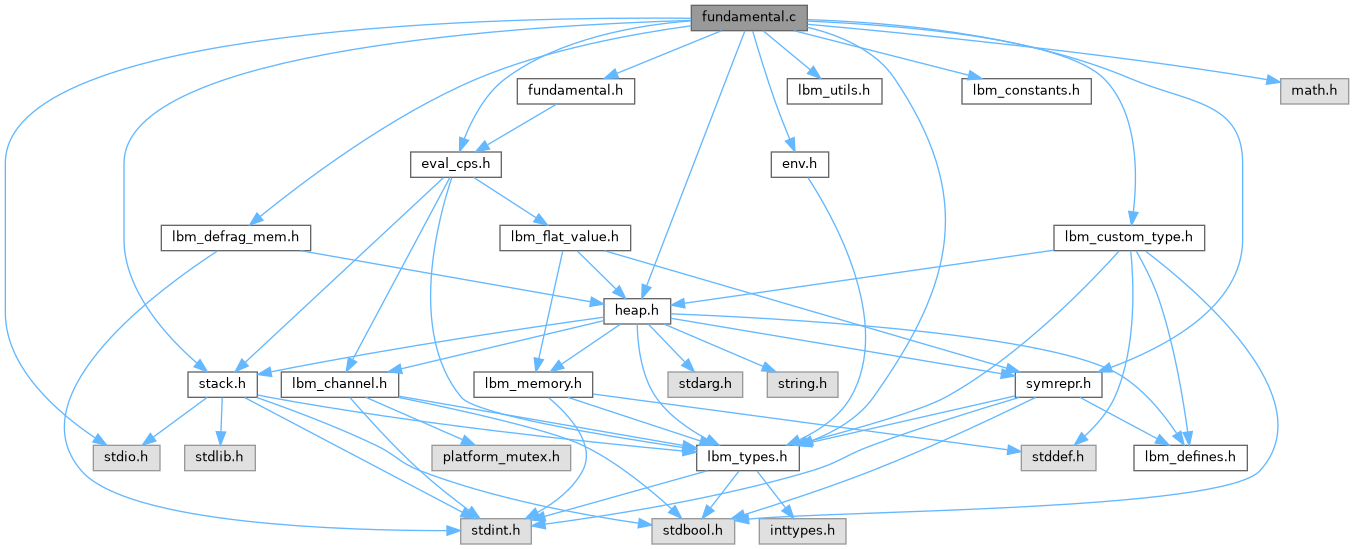 fundamental.c
fundamental.h
lbm_utils.h
lbm_constants.h
math.h
eval_cps.h
env.h
lbm_defrag_mem.h
lbm_flat_value.h
lbm_custom_type.h
heap.h
stack.h
lbm_channel.h
lbm_memory.h
stdarg.h
string.h
symrepr.h
stdio.h
stdlib.h
platform_mutex.h
lbm_types.h
stddef.h
lbm_defines.h
stdint.h
stdbool.h
inttypes.h